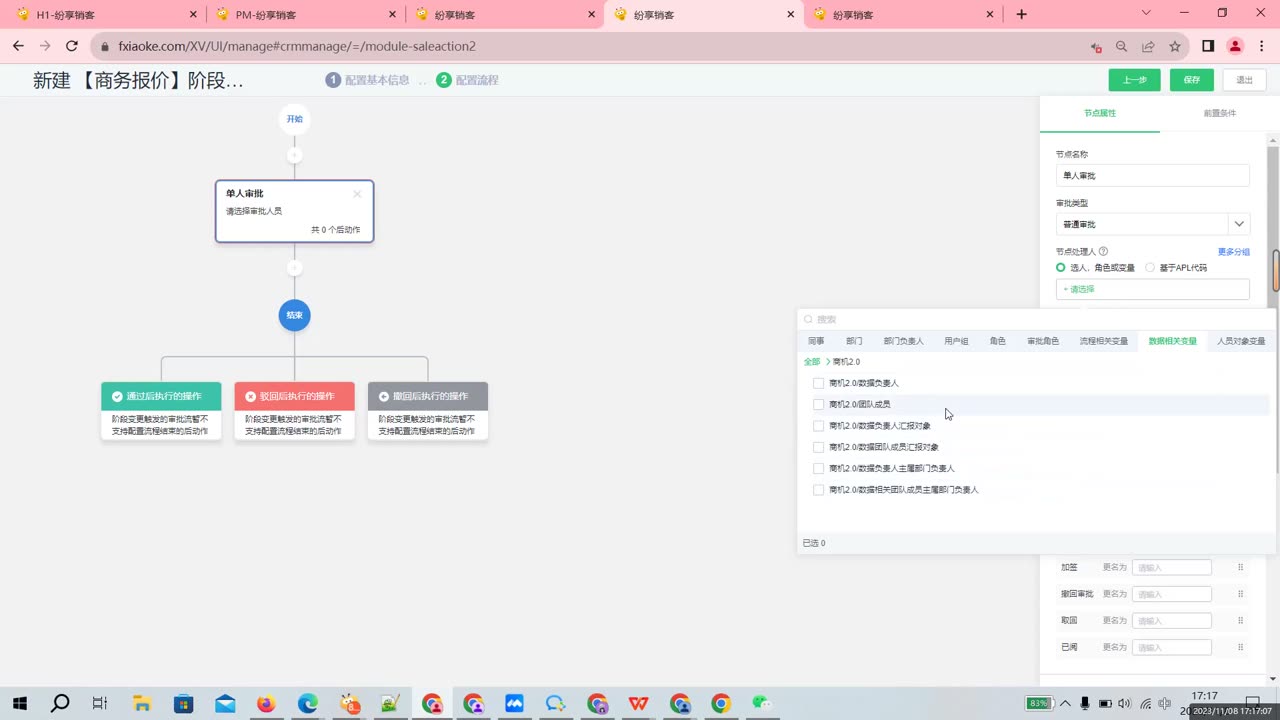 H1-纷享销客
PM-纷享销客
纷享销客
纷享销客
纷享销客
fxiaoke.com/XV/UI/manage#crmmanage/=/module-saleaction2
新建 【商务报价】阶段...
1 配置基本信息 ..
2 配置流程
上一步
保存
退出
节点属性
前置条件
开始
节点名称
单人审批
单人审批
请选择审批人员
共 0 个后动作
审批类型
普通审批
节点处理人
更多分组
选人、角色或变量
基于APL代码
+ 请选择
结束
搜索
同事 部门 部门负责人 用户组 角色 审批角色 流程相关变量 数据相关变量 人员对象变量
全部 > 商机2.0
商机2.0/数据负责人
商机2.0/团队成员
商机2.0/数据负责人汇报对象
商机2.0/数据团队成员汇报对象
商机2.0/数据负责人主属部门负责人
商机2.0/数据相关团队成员主属部门负责人
已选 0
通过后执行的操作
阶段变更触发的审批流暂不
支持配置流程结束的后动作
驳回后执行的操作
阶段变更触发的审批流暂不
支持配置流程结束的后动作
撤回后执行的操作
阶段变更触发的审批流暂不
支持配置流程结束的后动作
加签 更名为 请输入
撤回审批 更名为 请输入
取回 更名为 请输入
已阅 更名为 请输入
83%
17:17
2023/11/08 17:17:07